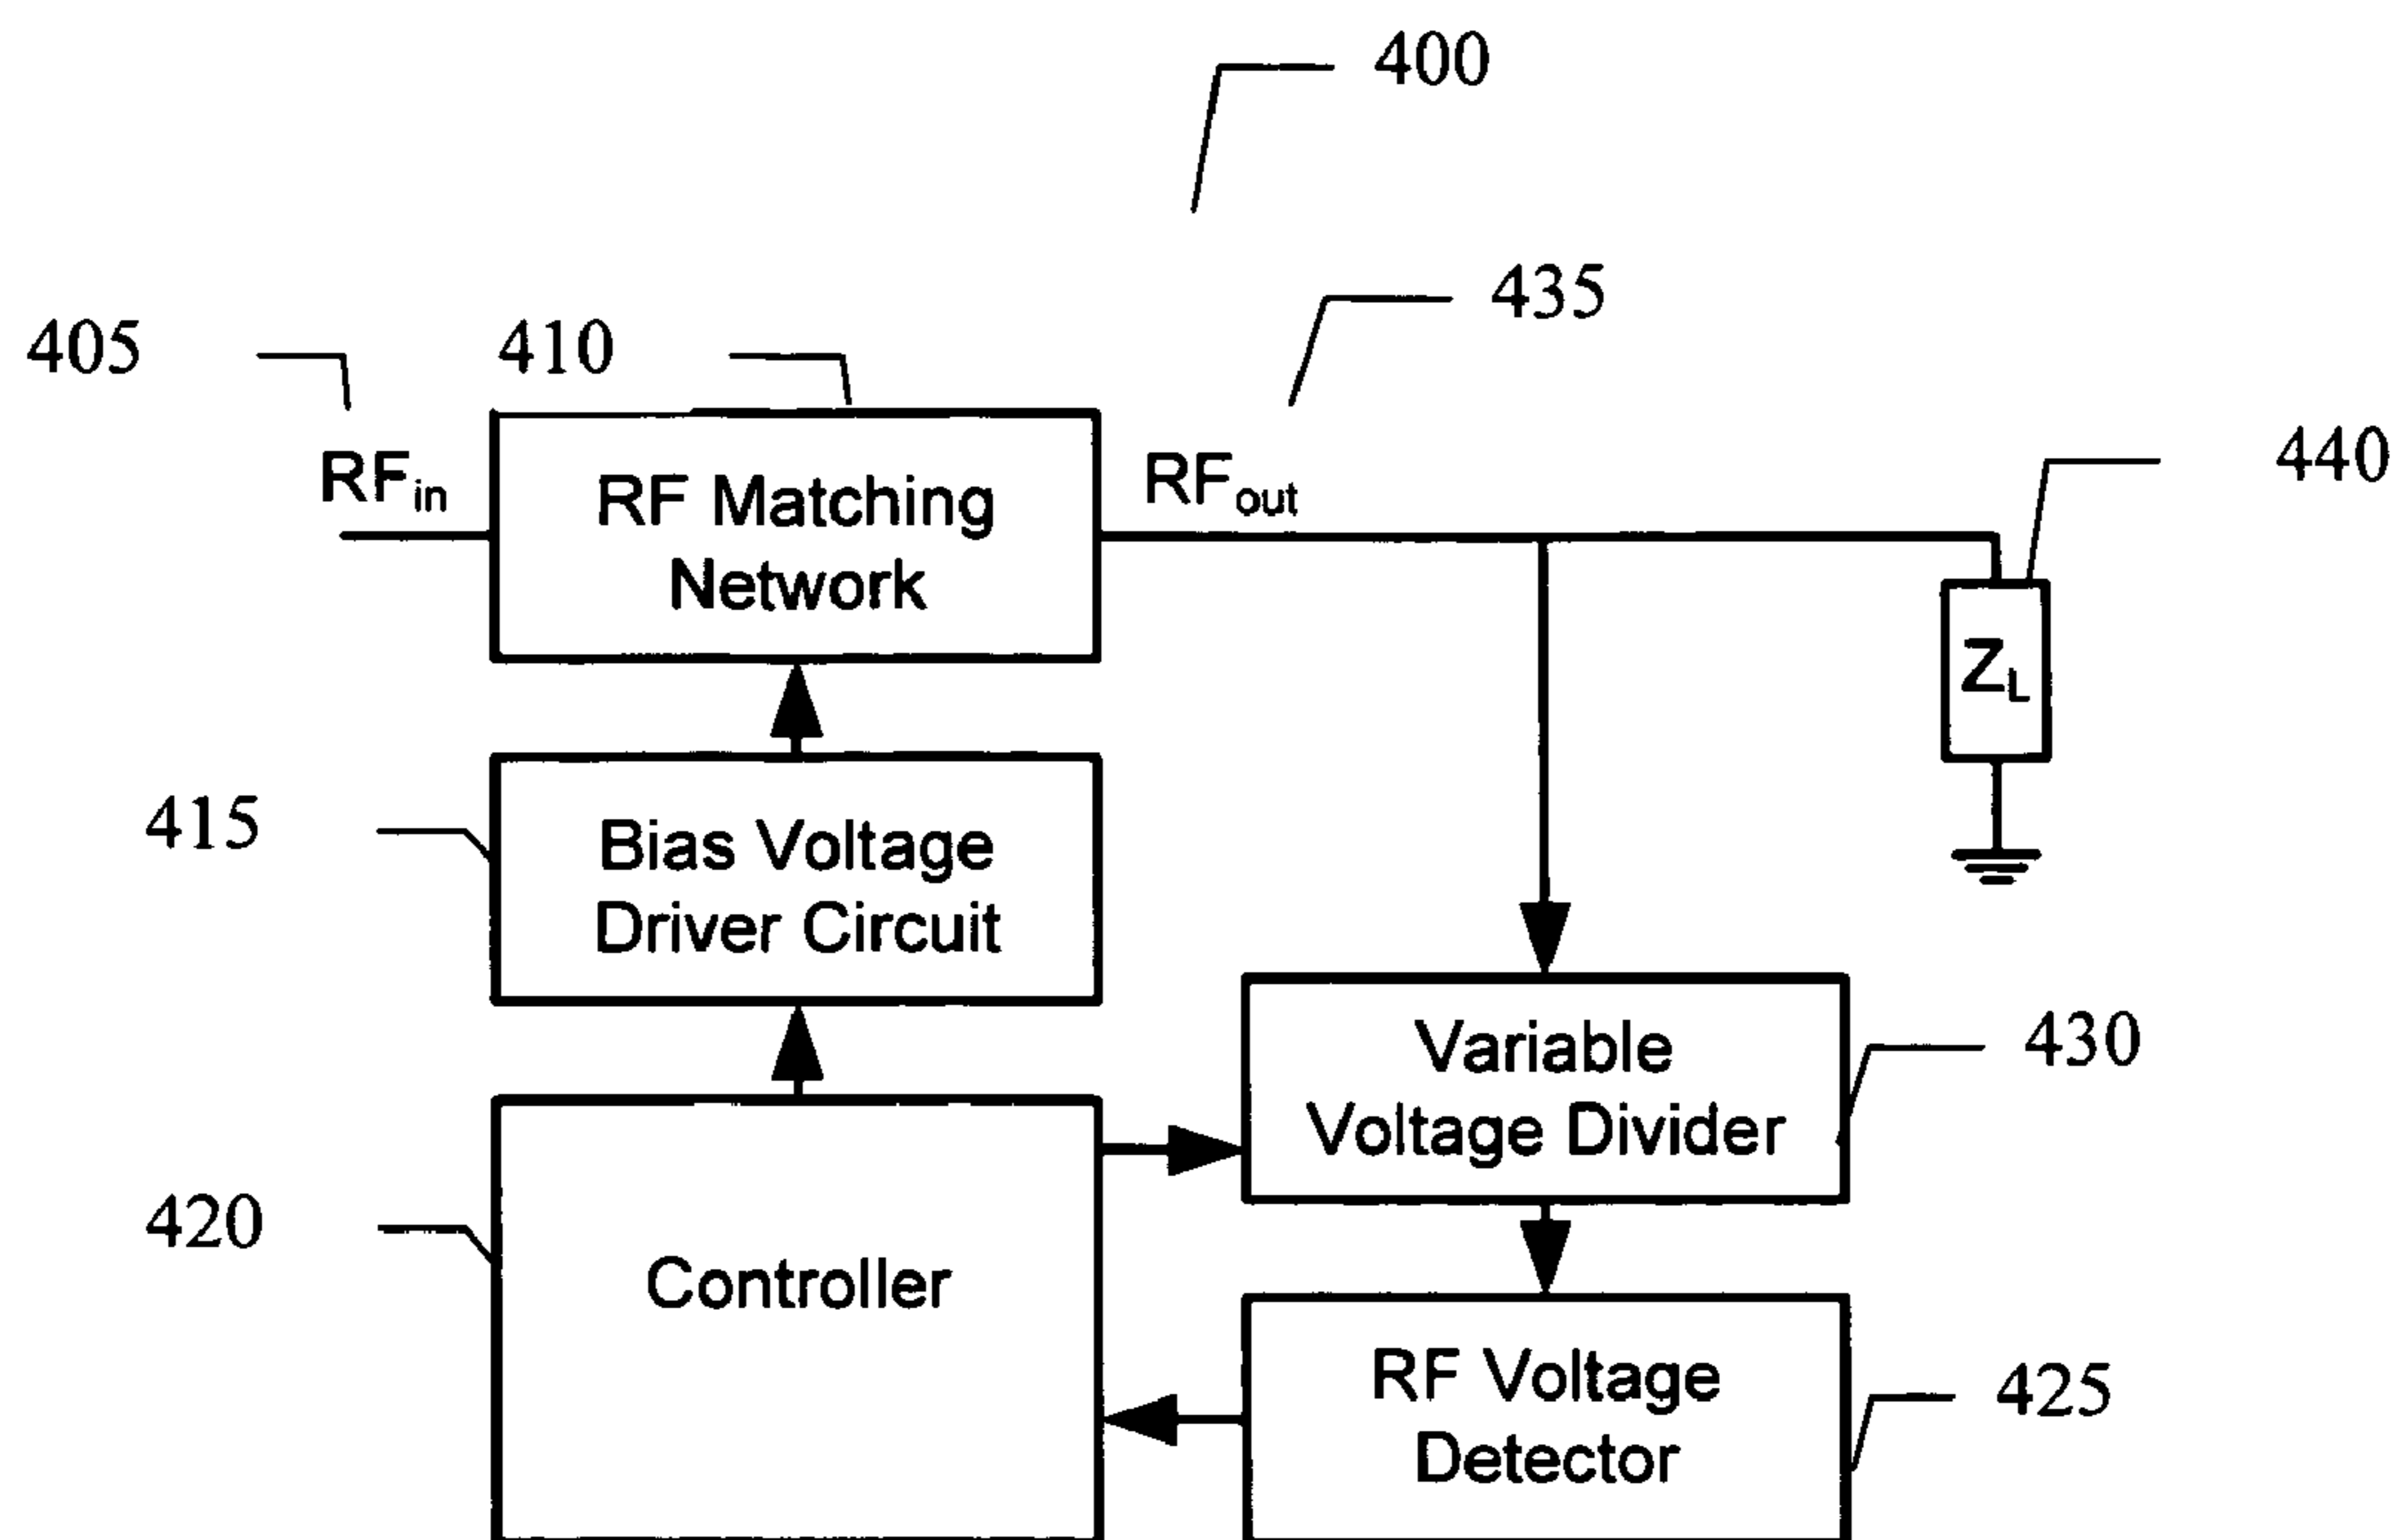 400
435
405
410
440
RFin
RF Matching
Network
RFout
ZL
415
Bias Voltage
Driver Circuit
430
Variable
Voltage Divider
420
Controller
425
RF Voltage
Detector